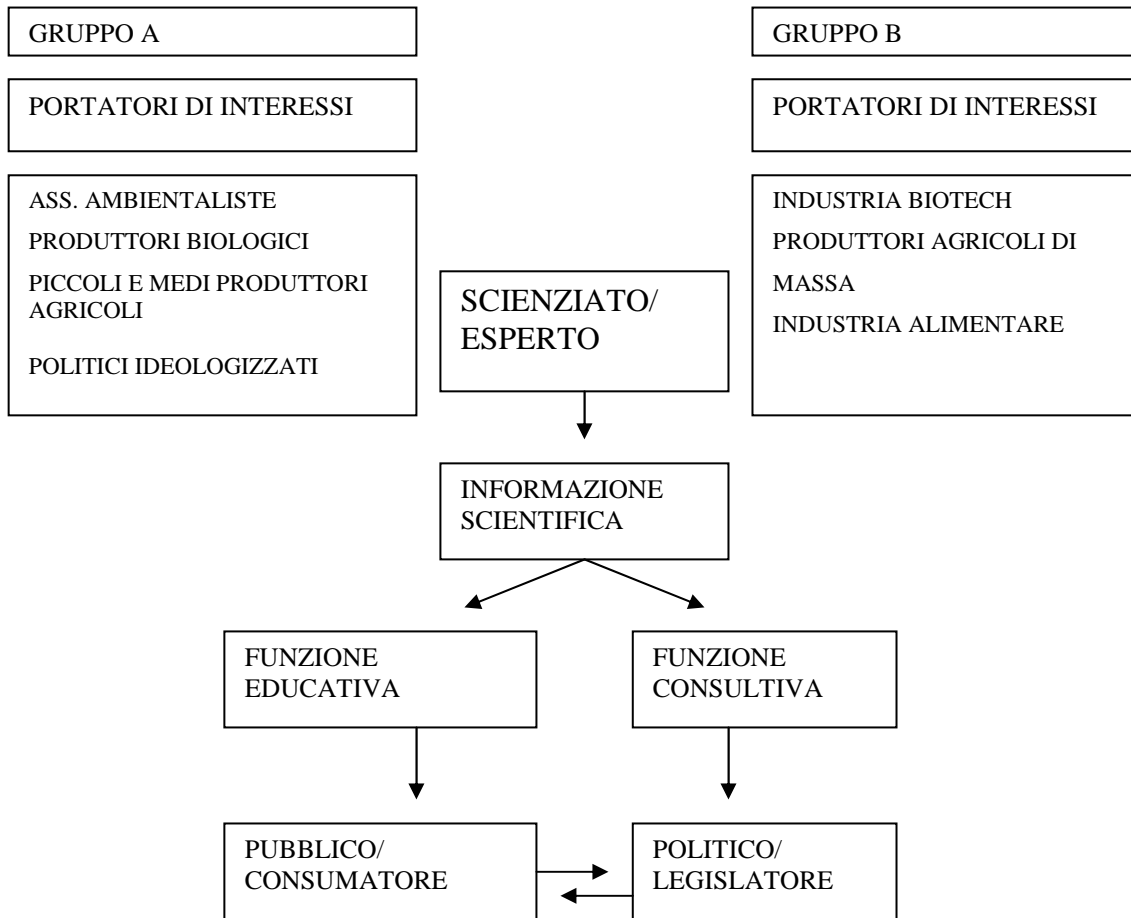 GRUPPO A
GRUPPO B
PORTATORI DI INTERESSI
PORTATORI DI INTERESSI
ASS. AMBIENTALISTE
PRODUTTORI BIOLOGICI
PICCOLI E MEDI PRODUTTORI
AGRICOLI
POLITICI IDEOLOGIZZATI
INDUSTRIA BIOTECH
PRODUTTORI AGRICOLI DI
MASSA
INDUSTRIA ALIMENTARE
SCIENZIATO/
ESPERTO
INFORMAZIONE
SCIENTIFICA
FUNZIONE
EDUCATIVA
FUNZIONE
CONSULTIVA
PUBBLICO/
CONSUMATORE
POLITICO/
LEGISLATORE